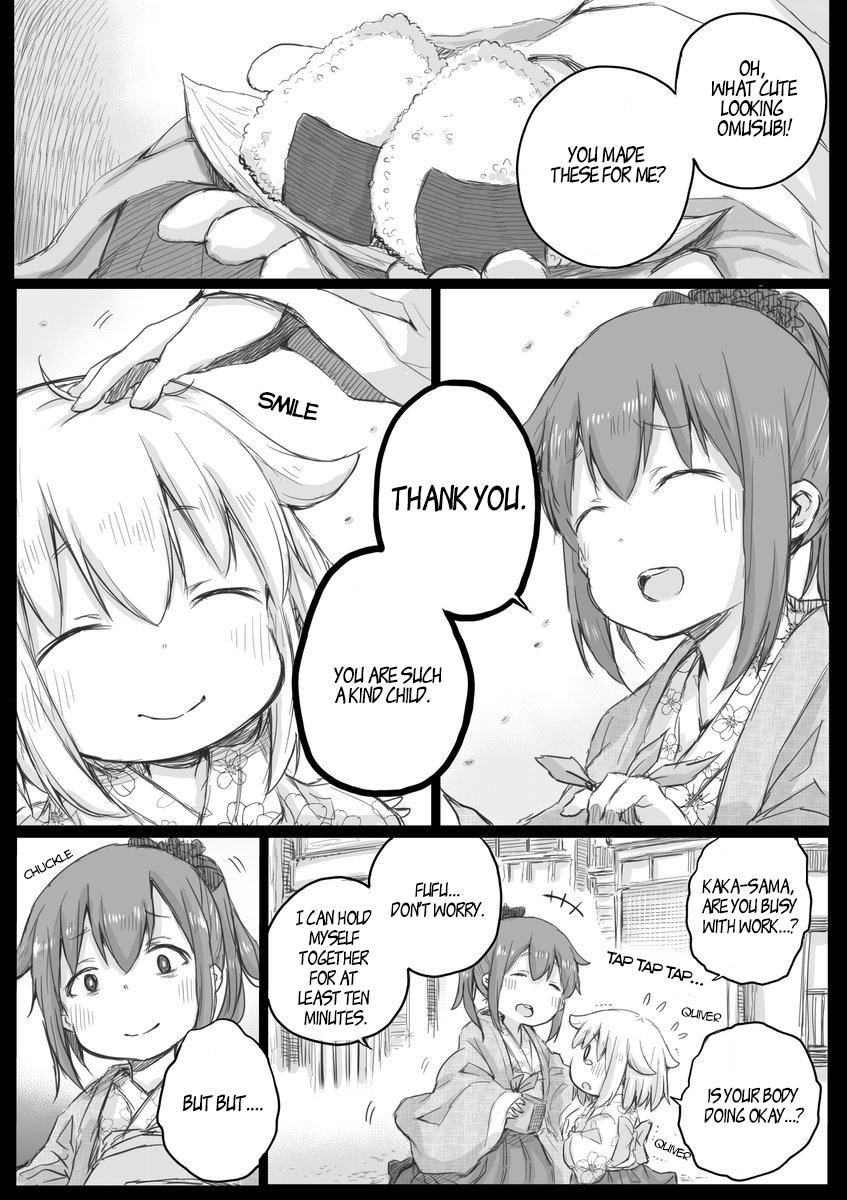 OH,
WHAT CUTE
LOOKING
OMUSUBI!
YOU MADE
THESE FOR ME?
THANK YOU.
YOU ARE SUCH
A KIND CHILD.
SMILE
KAKA-SAMA,
ARE YOU BUSY
WITH WORK...?
IS YOUR BODY
DOING OKAY...?
TAP TAP TAP...
QUIVER
QUIVER
FUFU...
DON'T WORRY.
I CAN HOLD
MYSELF
TOGETHER
FOR AT
LEAST TEN
MINUTES.
CHUCKLE
BUT BUT....